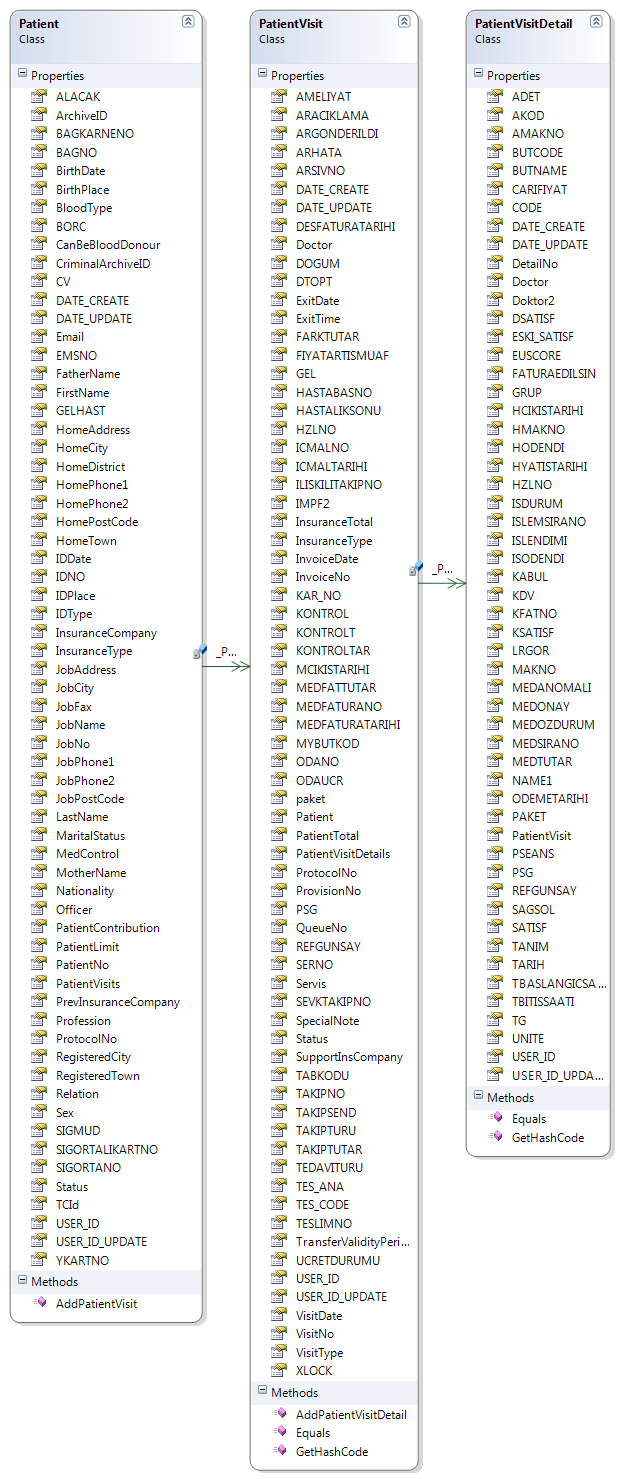 Patient
Class
Properties
ALACAK
ArchiveID
BAGKARNENO
BAGNO
BirthDate
BirthPlace
BloodType
BORC
CanBeBloodDonour
CriminalArchiveID
CV
DATE_CREATE
DATE_UPDATE
Email
EMSNO
FatherName
FirstName
GELHAST
HomeAddress
HomeCity
HomeDistrict
HomePhone1
HomePhone2
HomePostCode
HomeTown
IDDate
IDNO
IDPlace
IDType
InsuranceCompany
InsuranceType
JobAddress
JobCity
JobFax
JobName
JobNo
JobPhone1
JobPhone2
JobPostCode
LastName
MaritalStatus
MedControl
MotherName
Nationality
Officer
PatientContribution
PatientLimit
PatientNo
PatientVisits
PrevInsuranceCompany
Profession
ProtocolNo
RegisteredCity
RegisteredTown
Relation
Sex
SIGMUD
SIGORTALIKARTNO
SIGORTANO
Status
TCId
USER_ID
USER_ID_UPDATE
YKARTNO
Methods
AddPatientVisit
_P...
PatientVisit
Class
Properties
AMELIYAT
ARACIKLAMA
ARGONDERILDI
ARHATA
ARSIVNO
DATE_CREATE
DATE_UPDATE
DESFATURATARIHI
Doctor
DOGUM
DTOPT
ExitDate
ExitTime
FARKTUTAR
FIYATARTISMUAF
GEL
HASTABASNO
HASTALIKSONU
HZLNO
ICMALNO
ICMALTARIHI
ILISKILITAKIPNO
IMPF2
InsuranceTotal
InsuranceType
InvoiceDate
InvoiceNo
KAR_NO
KONTROL
KONTROLT
KONTROLTAR
MCIKISTARIHI
MEDFATTUTAR
MEDFATURANO
MEDFATURATARIHI
MYBUTKOD
ODANO
ODAUCR
paket
Patient
PatientTotal
PatientVisitDetails
ProtocolNo
ProvisionNo
PSG
QueueNo
REFGUNSAY
SERNO
Servis
SEVKTAKIPNO
SpecialNote
Status
SupportInsCompany
TABKODU
TAKIPNO
TAKIPSEND
TAKIPTURU
TAKIPTUTAR
TEDAVITURU
TES_ANA
TES_CODE
TESLIMNO
TransferValidityPeri...
UCRETDURUMU
USER_ID
USER_ID_UPDATE
VisitDate
VisitNo
VisitType
XLOCK
Methods
AddPatientVisitDetail
Equals
GetHashCode
_P...
PatientVisitDetail
Class
Properties
ADET
AKOD
AMAKNO
BUTCODE
BUTNAME
CARIFIYAT
CODE
DATE_CREATE
DATE_UPDATE
DetailNo
Doctor
Doktor2
DSATISF
ESKI_SATISF
EUSCORE
FATURAEDILSIN
GRUP
HCIKISTARIHI
HMAKNO
HODENDI
HYATISTARIHI
HZLNO
ISDURUM
ISLEMSIRANO
ISLENDIMI
ISODENDI
KABUL
KDV
KFATNO
KSATISF
LRGOR
MAKNO
MEDANOMALI
MEDONAY
MEDOZDURUM
MEDSIRANO
MEDTUTAR
NAME1
ODEMETARIHI
PAKET
PatientVisit
PSEANS
PSG
REFGUNSAY
SAGSOL
SATISF
TANIM
TARIH
TBASLANGICSA...
TBITISSAATI
TG
UNITE
USER_ID
USER_ID_UPDA...
Methods
Equals
GetHashCode